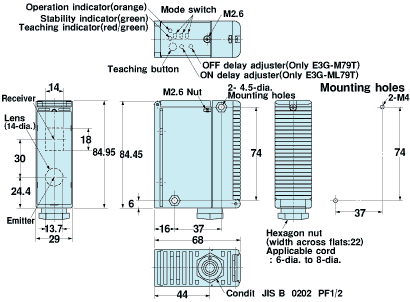 Operation indicator(orange)
Stability indicator(green)
Teaching indicator(red/green)
Mode switch
M2.6
Teaching button
OFF delay adjuster(Only E3G-M79T)
ON delay adjuster(Only E3G-ML79T)
14
Receiver
Lens
(14-dia.)
30
24.4
Emitter
18
84.95
13.7
29
M2.6 Nut
2- 4.5-dia.
Mounting holes
84.45
74
6
16
37
68
Mounting holes
2-M4
74
37
Hexagon nut
(width across flats:22)
Applicable cord
: 6-dia. to 8-dia.
44
Condit JIS B 0202 PF1/2